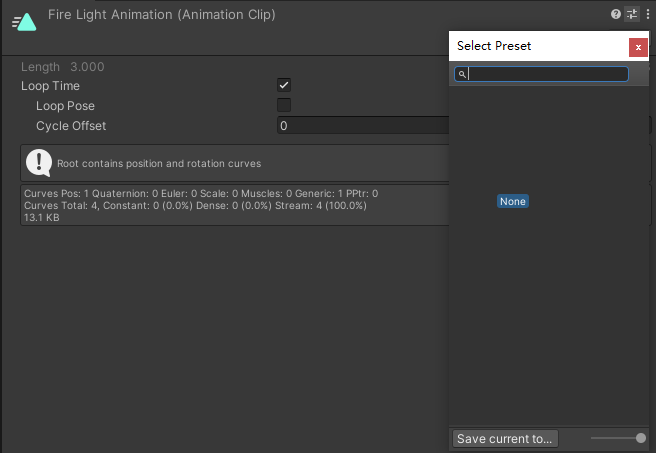 Fire Light Animation (Animation Clip)
Select Preset
Length 3.000
Loop Time
Loop Pose
Cycle Offset
0
Root contains position and rotation curves
Curves Pos: 1 Quaternion: 0 Euler: 0 Scale: 0 Muscles: 0 Generic: 1 PPtr: 0
Curves Total: 4, Constant: 0 (0.0%) Dense: 0 (0.0%) Stream: 4 (100.0%)
13.1 KB
None
Save current to...